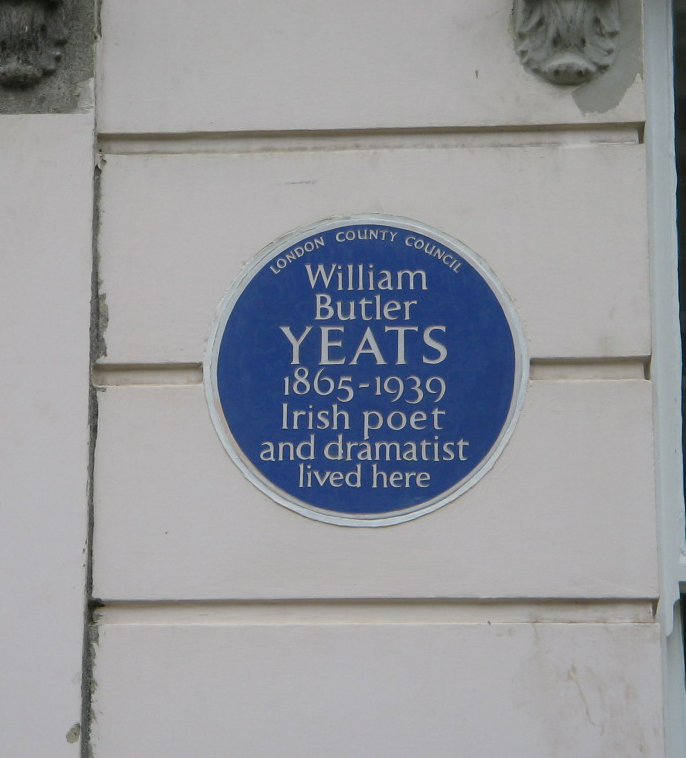 LONDON COUNTY COUNCIL
William
Butler
YEATS
1865-1939
Irish poet
and dramatist
lived here